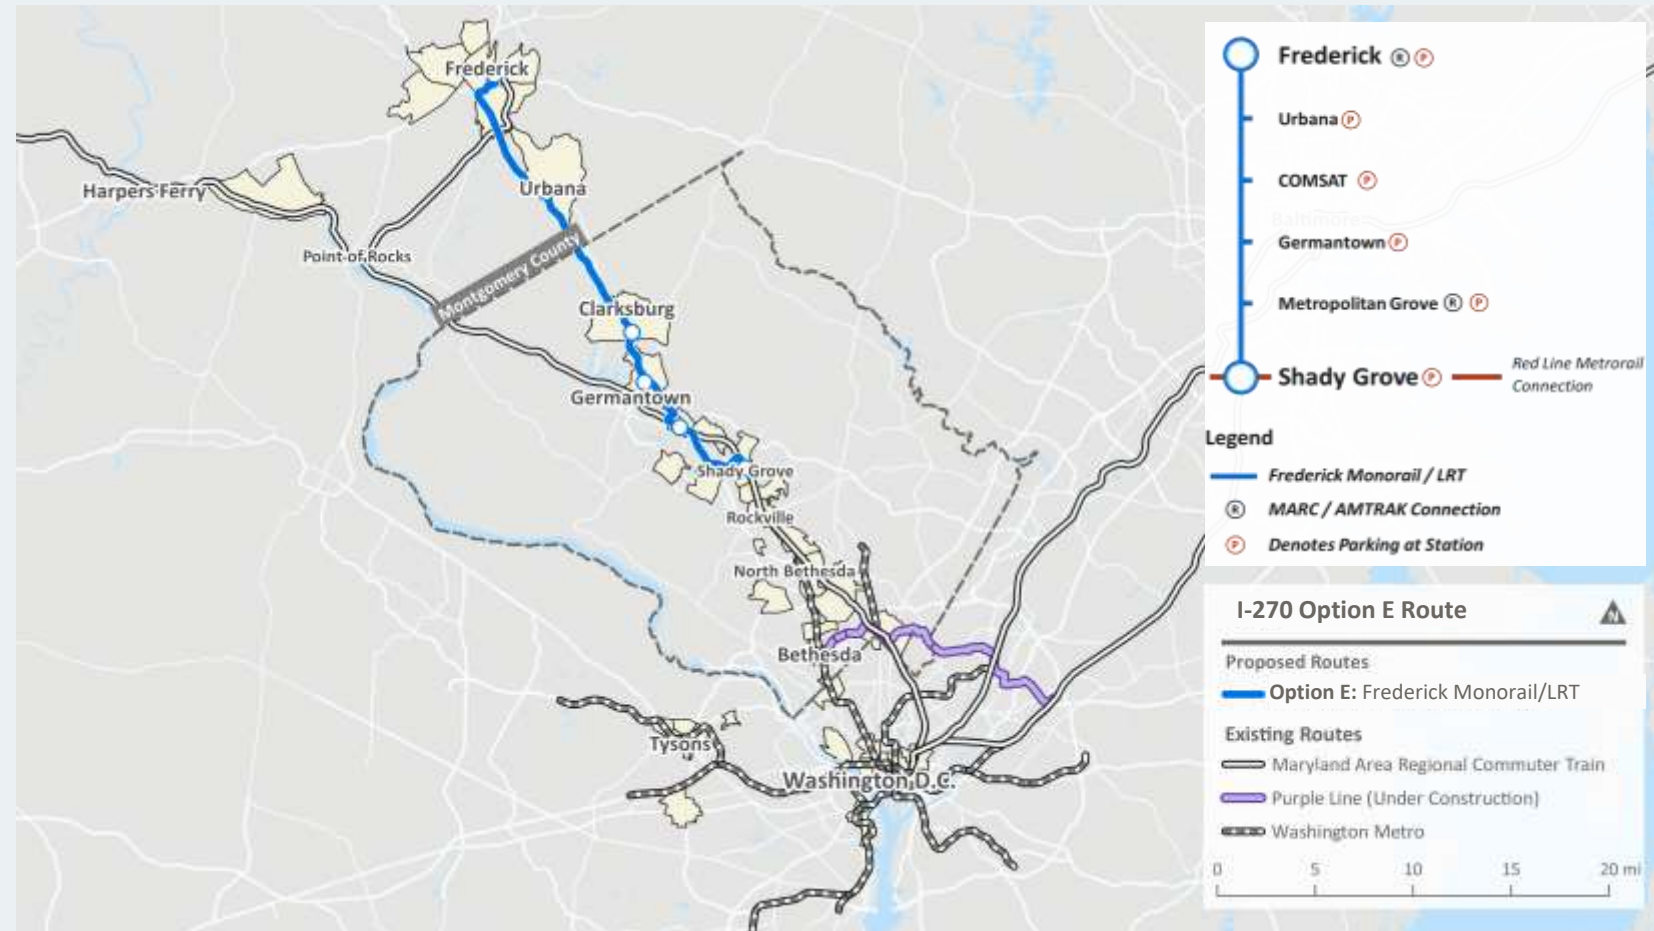 Frederick
Harpers Ferry
Urbana
Point of Rocks
Montgomery County
Clarksburg
Germantown
Shady Grove
Rockville
North Bethesda
Bethesda
Tysons
Washington D.C.
Frederick R P
Urbana P
COMSAT P
Baltimore
Germantown P
Metropolitan Grove R P
Shady Grove P
Red Line Metrorail
Connection
Legend
Frederick Monorail / LRT
R MARC / AMTRAK Connection
P Denotes Parking at Station
I-270 Option E Route
N
Proposed Routes
Option E: Frederick Monorail/LRT
Existing Routes
Maryland Area Regional Commuter Train
Purple Line (Under Construction)
Washington Metro
0 5 10 15 20 mi